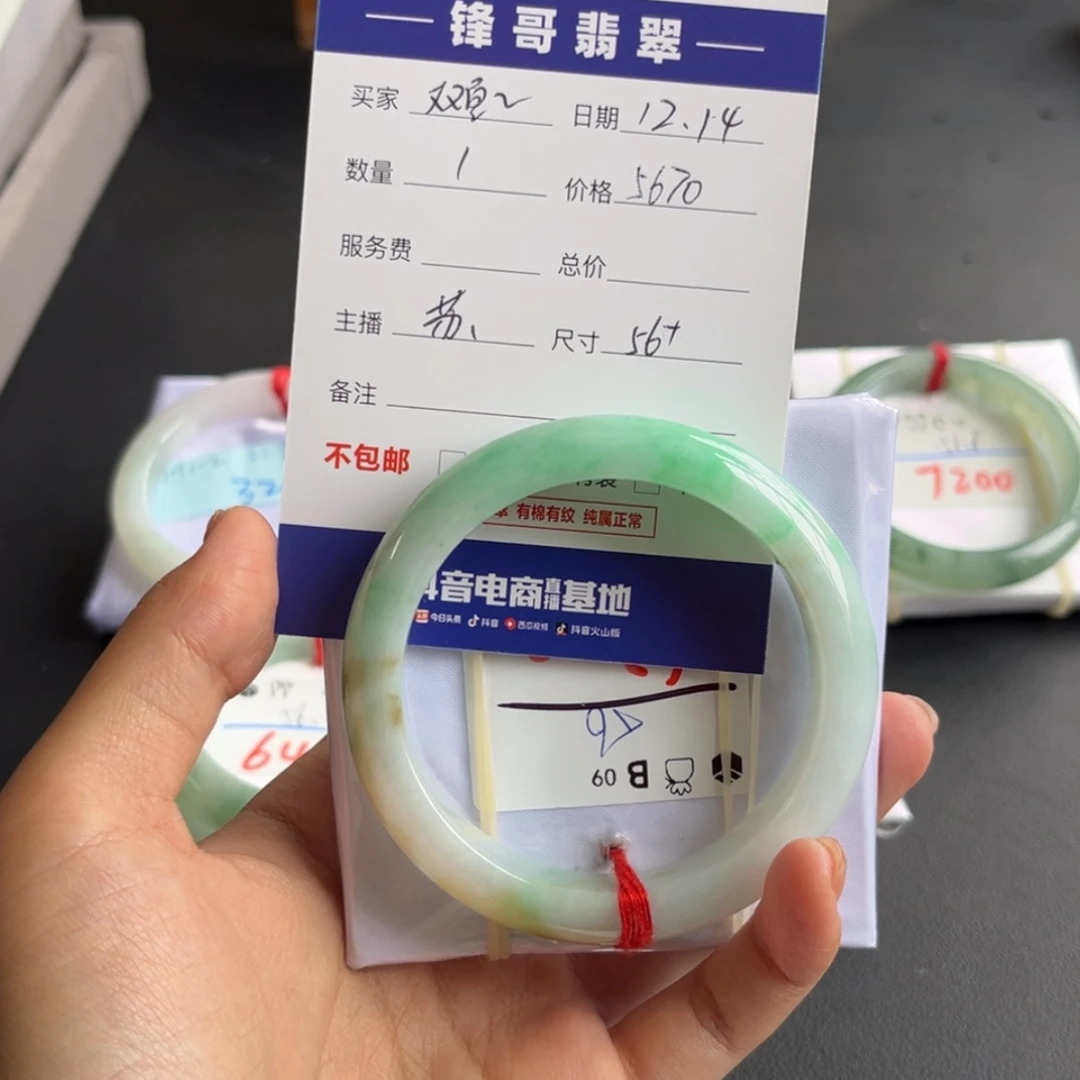 锋哥翡翠
买家 双宜~ 日期 12.14
数量 1 价格 5670
服务费 总价
主播 苏、 尺寸 56+
备注
不包邮
有棉有纹 纯属正常
抖音电商直播基地
今日头条 抖音 西瓜视频 抖音火山版
32
7200
64
B 60